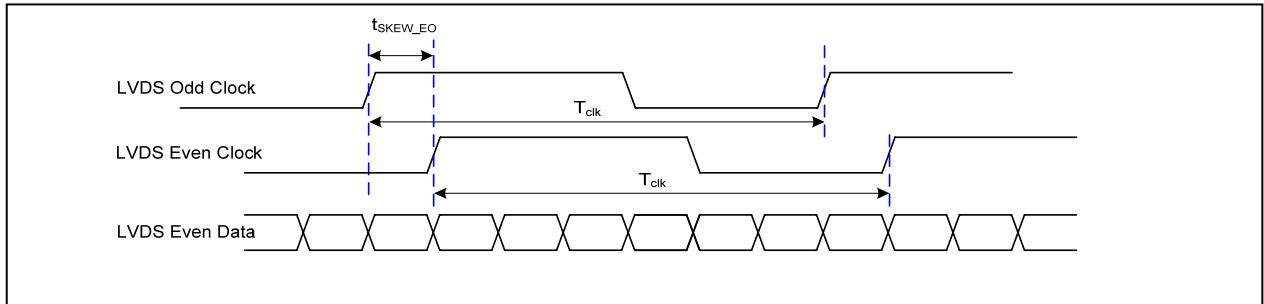 tSKEW_EO
LVDS Odd Clock
Tclk
LVDS Even Clock
Tclk
LVDS Even Data